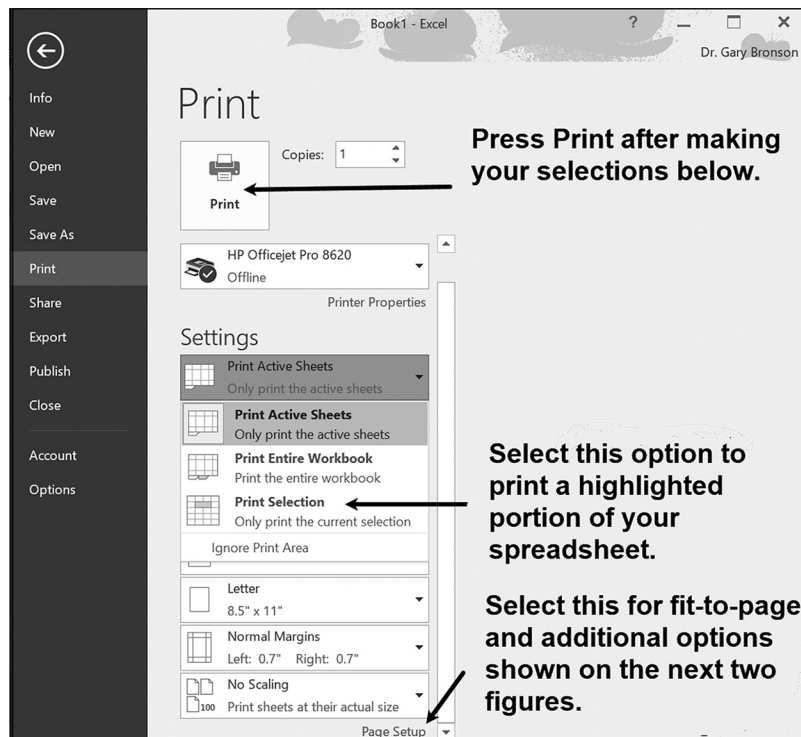 Book1 - Excel
?
Dr. Gary Bronson
Info
New
Open
Save
Save As
Print
Share
Export
Publish
Close
Account
Options
Print
Print
Copies: 1
Press Print after making
your selections below.
HP Officejet Pro 8620
Offline
Printer Properties
Settings
Print Active Sheets
Only print the active sheets
Print Active Sheets
Only print the active sheets
Print Entire Workbook
Print the entire workbook
Print Selection
Only print the current selection
Ignore Print Area
Select this option to
print a highlighted
portion of your
spreadsheet.
Letter
8.5" x 11"
Normal Margins
Left: 0.7" Right: 0.7"
No Scaling
100 Print sheets at their actual size
Page Setup
Select this for fit-to-page
and additional options
shown on the next two
figures.